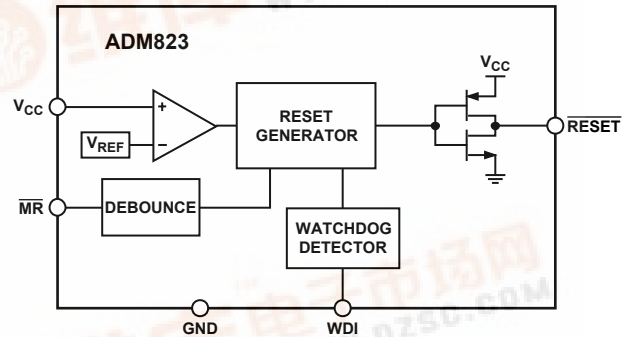 ADM823
VCC
VCC
VREF
+
−
RESET
GENERATOR
RESET
MR
DEBOUNCE
WATCHDOG
DETECTOR
GND
WDI